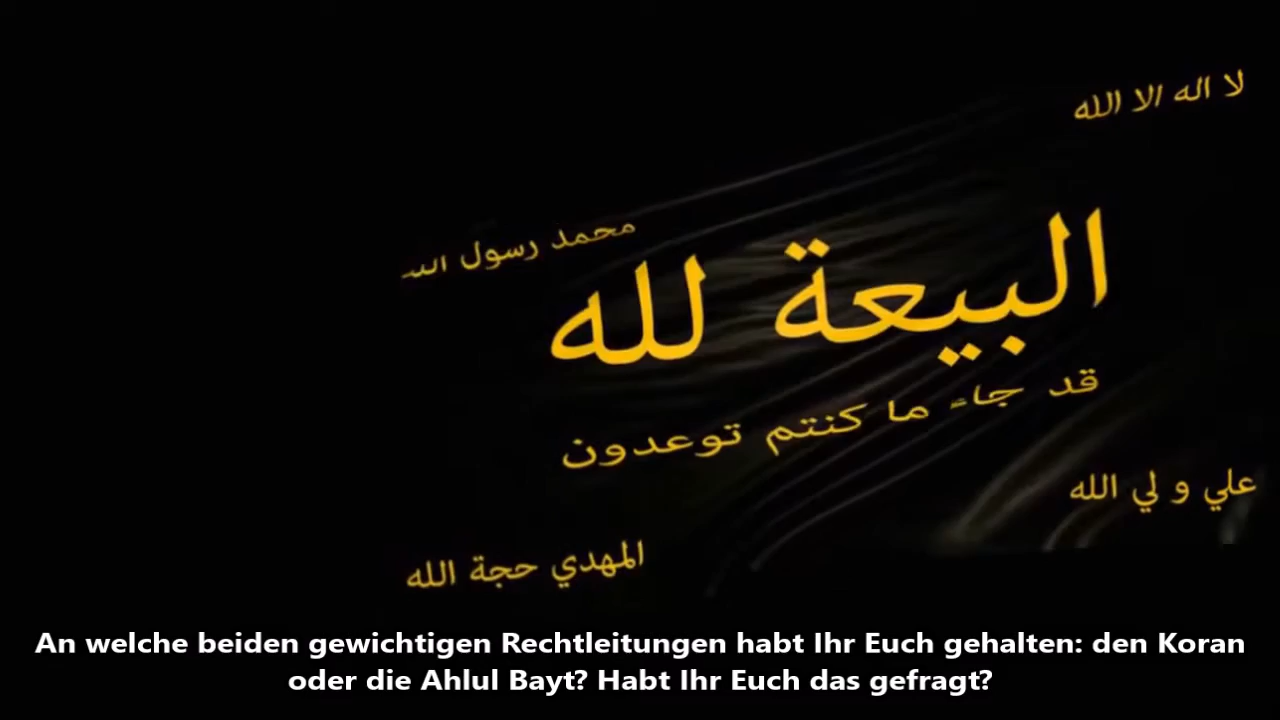 لا اله الا الله
محمد رسول الله
البيعة لله
قد جاء ما كنتم توعدون
علي و لي الله
المهدي حجة الله
An welche beiden gewichtigen Rechtleitungen habt Ihr Euch gehalten: den Koran
oder die Ahlul Bayt? Habt Ihr Euch das gefragt?